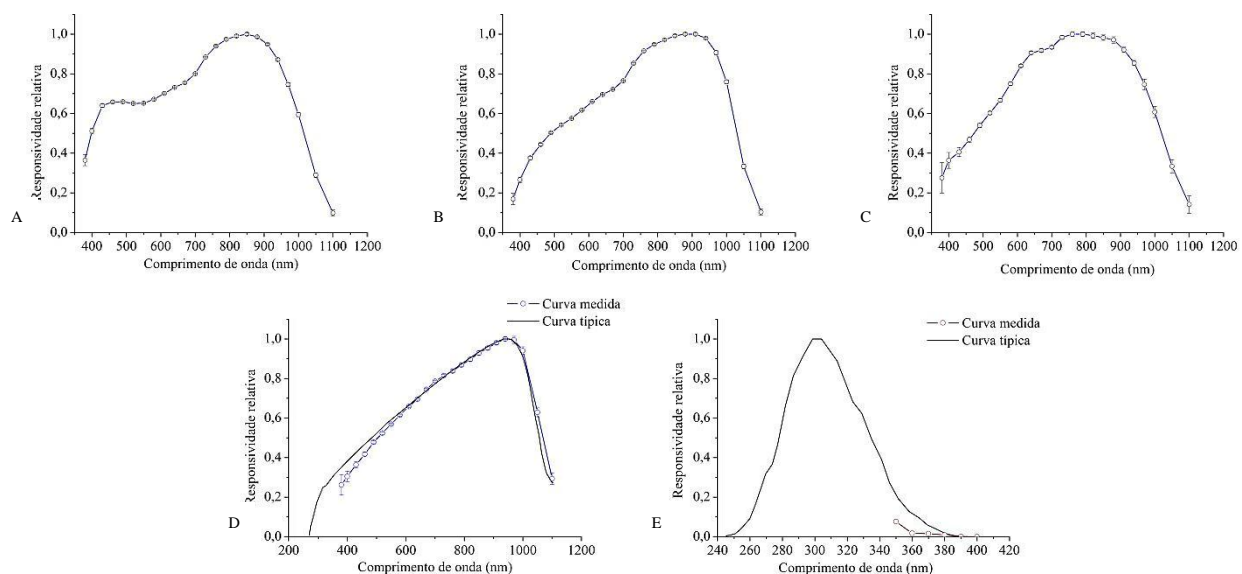 Responsividade relativa
1,0
0,8
0,6
0,4
0,2
0,0
400 500 600 700 800 900 1000 1100 1200
Comprimento de onda (nm)
A
Responsividade relativa
1,0
0,8
0,6
0,4
0,2
0,0
400 500 600 700 800 900 1000 1100 1200
Comprimento de onda (nm)
B
Responsividade relativa
1,0
0,8
0,6
0,4
0,2
0,0
400 500 600 700 800 900 1000 1100 1200
Comprimento de onda (nm)
C
Curva medida
Curva típica
Responsividade relativa
1,0
0,8
0,6
0,4
0,2
0,0
200 400 600 800 1000 1200
Comprimento de onda (nm)
D
Curva medida
Curva típica
Responsividade relativa
1,0
0,8
0,6
0,4
0,2
0,0
240 260 280 300 320 340 360 380 400 420
Comprimento de onda (nm)
E